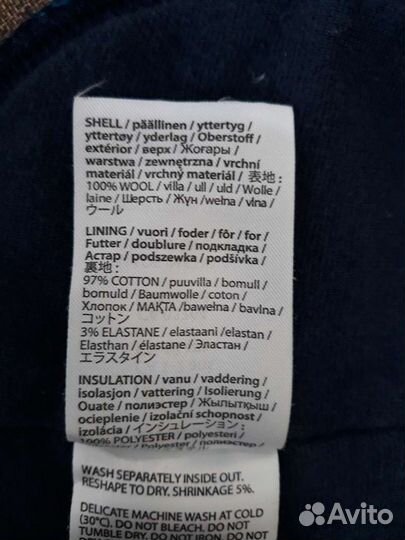 SHELL / päällinen / yttertyg /
yttertøy / yderlag / Oberstoff /
extérior / верх / Жоғары /
warstwa / zewnętrzna / vrchní
materiál / vrchný materiál / 表地 :
100% WOOL / villa / ull / uld / Wolle /
laine / Шерсть / Жүн /wełna / vlna /
ウール
LINING / vuori / foder / fôr / for /
Futter / doublure / подкладка /
Астар / podszewka / podšívka /
裏地 :
97% COTTON / puuvilla / bomull /
bomuld / Baumwolle / coton /
Хлопок / МАҚТА /bawełna / bavlna /
コットン
3% ELASTANE / elastaani /elastan /
Elasthan / élastane / Эластан /
エラスタイン
INSULATION / vanu / vaddering /
isolasjon / vattering / Isolierung /
Ouate / полиэстер / Жылытқыш /
ocieplenie / izolační schopnost /
izolácia / インシュレーション :
100% POLYESTER / polyesteri /
WASH SEPARATELY INSIDE OUT.
RESHAPE TO DRY. SHRINKAGE 5%.
DELICATE MACHINE WASH AT COLD
(30°C). DO NOT BLEACH. DO NOT
TUMBLE DRY. DO NOT IRON. DO NOT
Avito